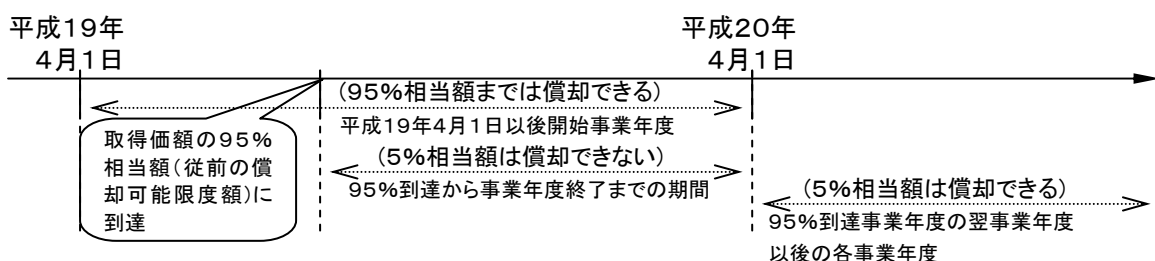 平成19年
4月1日
平成20年
4月1日
(95%相当額までは償却できる)
平成19年4月1日以後開始事業年度
取得価額の95%
相当額(従前の償
却可能限度額)に
到達
(5%相当額は償却できない)
95%到達から事業年度終了までの期間
(5%相当額は償却できる)
95%到達事業年度の翌事業年度
以後の各事業年度